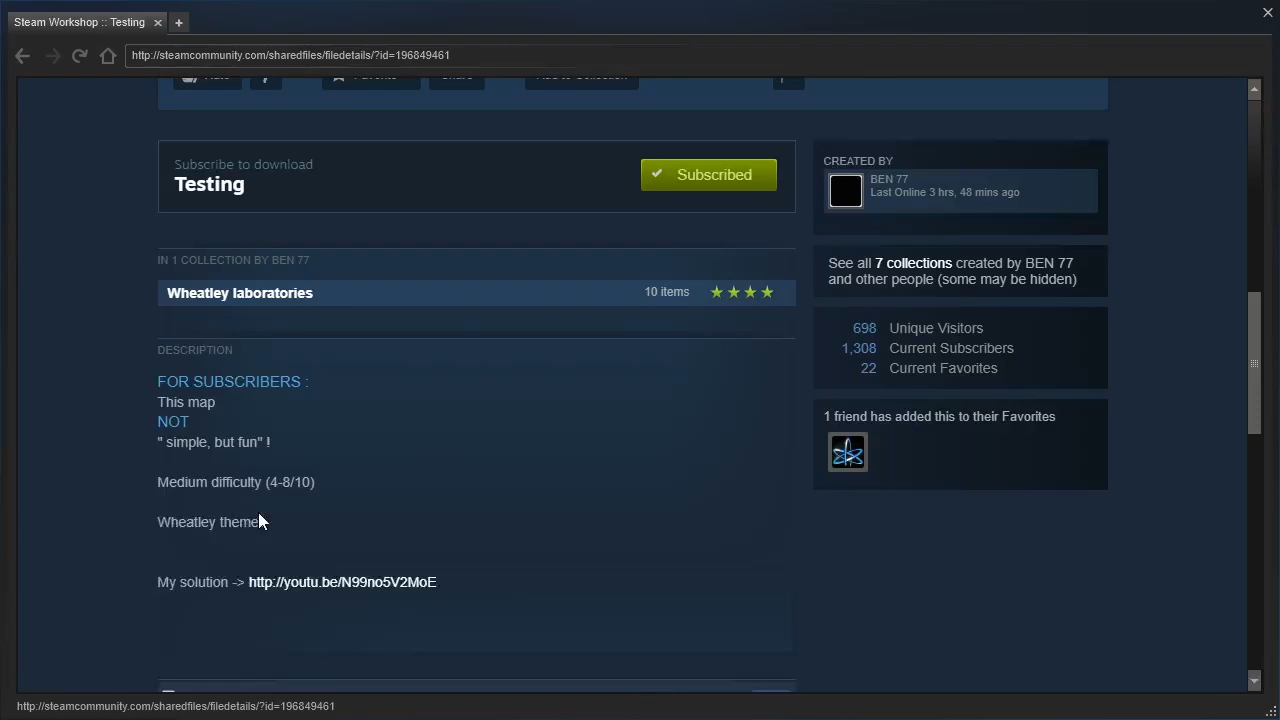 Steam Workshop :: Testing
http://steamcommunity.com/sharedfiles/filedetails/?id=196849461
Subscribe to download
Testing
Subscribed
IN 1 COLLECTION BY BEN 77
Wheatley laboratories
10 items
DESCRIPTION
FOR SUBSCRIBERS :
This map
NOT
" simple, but fun" !
Medium difficulty (4-8/10)
Wheatley theme
My solution -> http://youtu.be/N99no5V2MoE
CREATED BY
BEN 77
Last Online 3 hrs, 48 mins ago
See all 7 collections created by BEN 77
and other people (some may be hidden)
698 Unique Visitors
1,308 Current Subscribers
22 Current Favorites
1 friend has added this to their Favorites
http://steamcommunity.com/sharedfiles/filedetails/?id=196849461